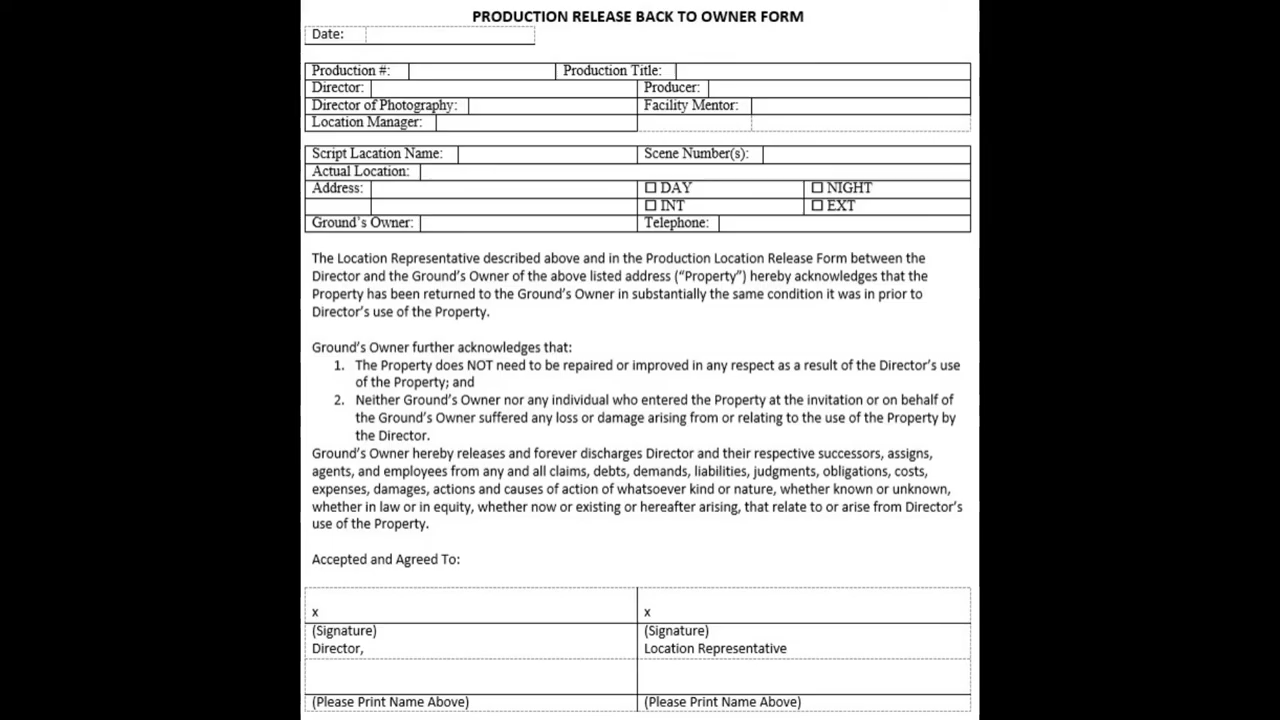 PRODUCTION RELEASE BACK TO OWNER FORM
Date:
Production #: Production Title:
Director: Producer:
Director of Photography: Facility Mentor:
Location Manager:
Script Lacation Name: Scene Number(s):
Actual Location:
Address: ☐ DAY ☐ NIGHT
☐ INT ☐ EXT
Ground's Owner: Telephone:
The Location Representative described above and in the Production Location Release Form between the
Director and the Ground's Owner of the above listed address ("Property") hereby acknowledges that the
Property has been returned to the Ground's Owner in substantially the same condition it was in prior to
Director's use of the Property.
Ground's Owner further acknowledges that:
1. The Property does NOT need to be repaired or improved in any respect as a result of the Director's use
of the Property; and
2. Neither Ground's Owner nor any individual who entered the Property at the invitation or on behalf of
the Ground's Owner suffered any loss or damage arising from or relating to the use of the Property by
the Director.
Ground's Owner hereby releases and forever discharges Director and their respective successors, assigns,
agents, and employees from any and all claims, debts, demands, liabilities, judgments, obligations, costs,
expenses, damages, actions and causes of action of whatsoever kind or nature, whether known or unknown,
whether in law or in equity, whether now or existing or hereafter arising, that relate to or arise from Director's
use of the Property.
Accepted and Agreed To:
x x
(Signature) (Signature)
Director, Location Representative
(Please Print Name Above) (Please Print Name Above)